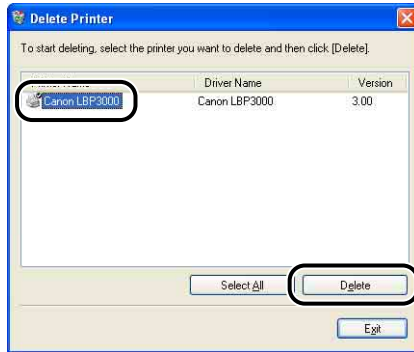 Delete Printer
To start deleting, select the printer you want to delete and then click [Delete].
Driver Name Version
Canon LBP3000 Canon LBP3000 3.00
Select All Delete
Exit